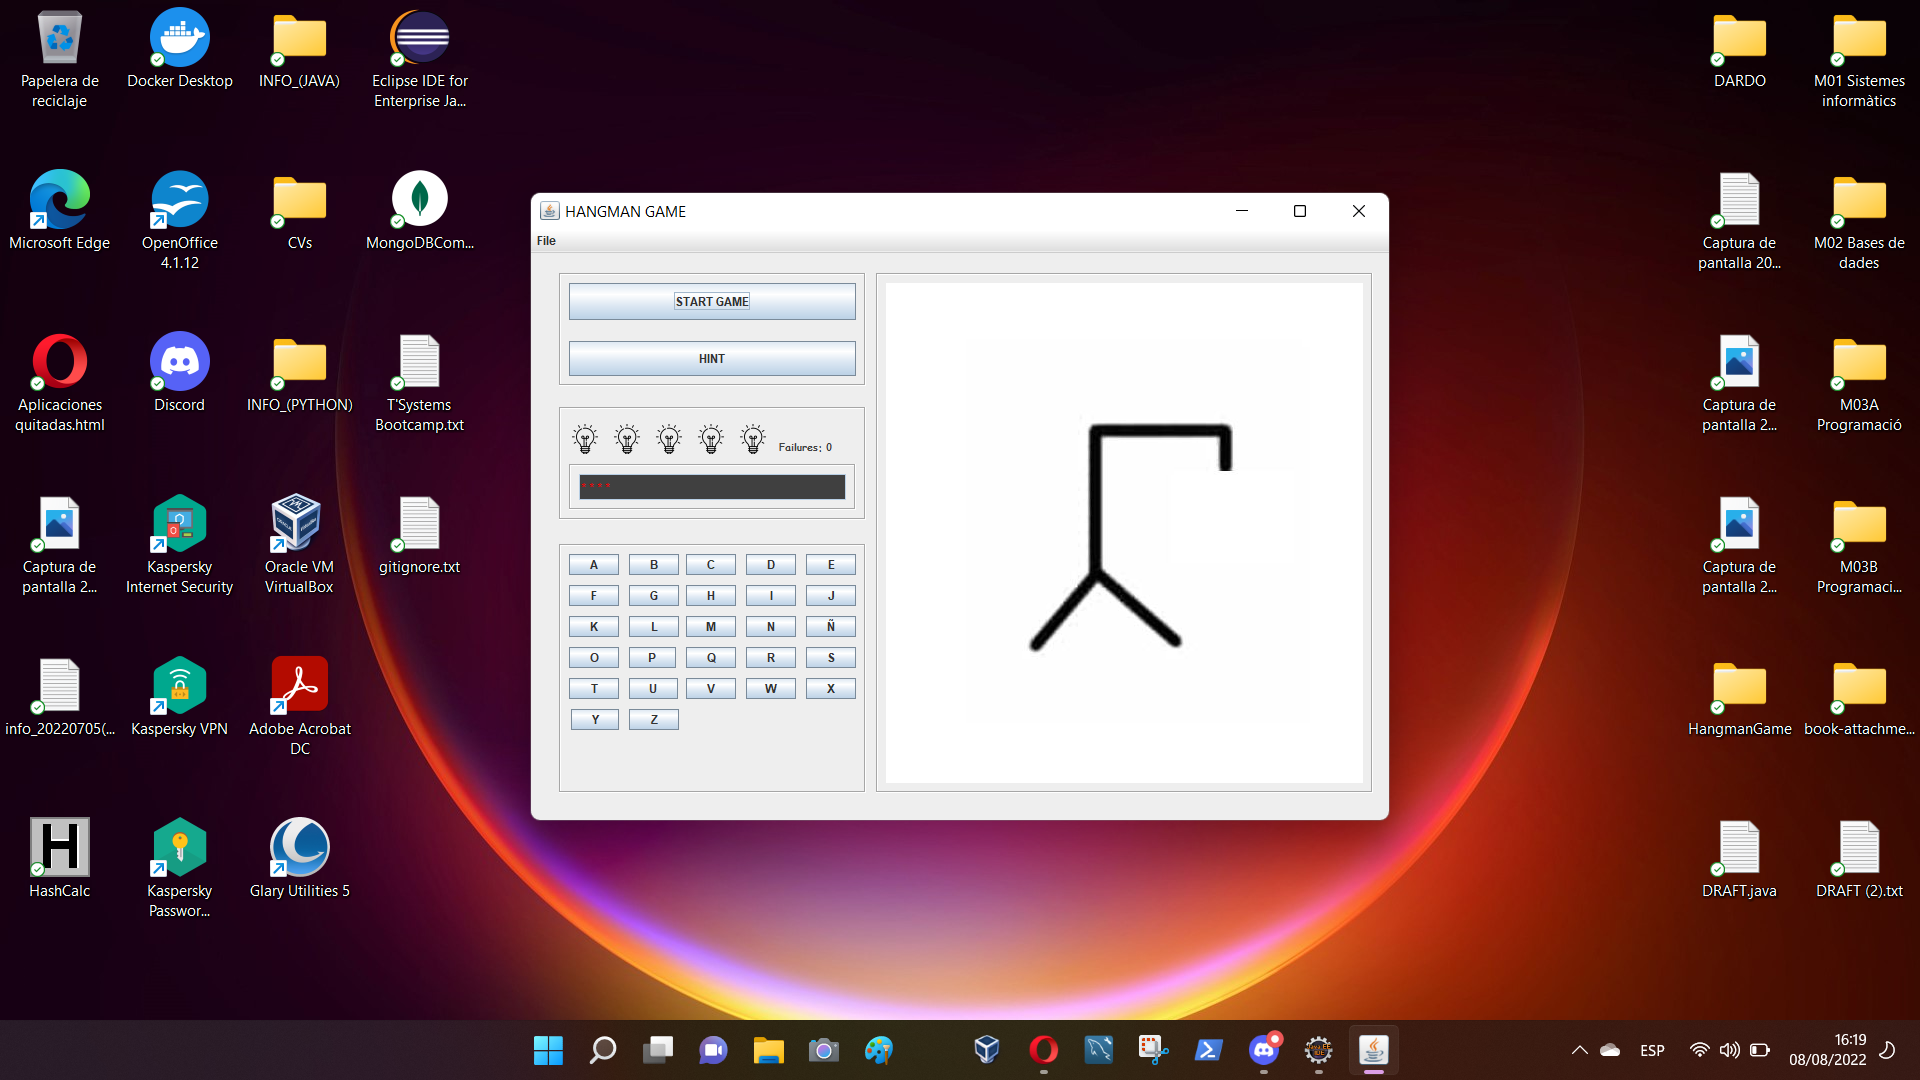 Papelera de
reciclaje
Docker Desktop
INFO_(JAVA)
Eclipse IDE for
Enterprise Ja...
DARDO
M01 Sistemes
informàtics
Microsoft Edge
OpenOffice
4.1.12
CVs
MongoDBCom...
Captura de
pantalla 20...
M02 Bases de
dades
Aplicaciones
quitadas.html
Discord
INFO_(PYTHON)
T'Systems
Bootcamp.txt
Captura de
pantalla 2...
M03A
Programació
Captura de
pantalla 2...
Kaspersky
Internet Security
Oracle VM
VirtualBox
gitignore.txt
Captura de
pantalla 2...
M03B
Programaci...
info_20220705(...
Kaspersky VPN
Adobe Acrobat
DC
HangmanGame
book-attachme...
H
HashCalc
Kaspersky
Passwor...
Glary Utilities 5
DRAFT.java
DRAFT (2).txt
HANGMAN GAME
File
START GAME
HINT
Failures: 0
****
A B C D E
F G H I J
K L M N Ñ
O P Q R S
T U V W X
Y Z
ESP
16:19
08/08/2022